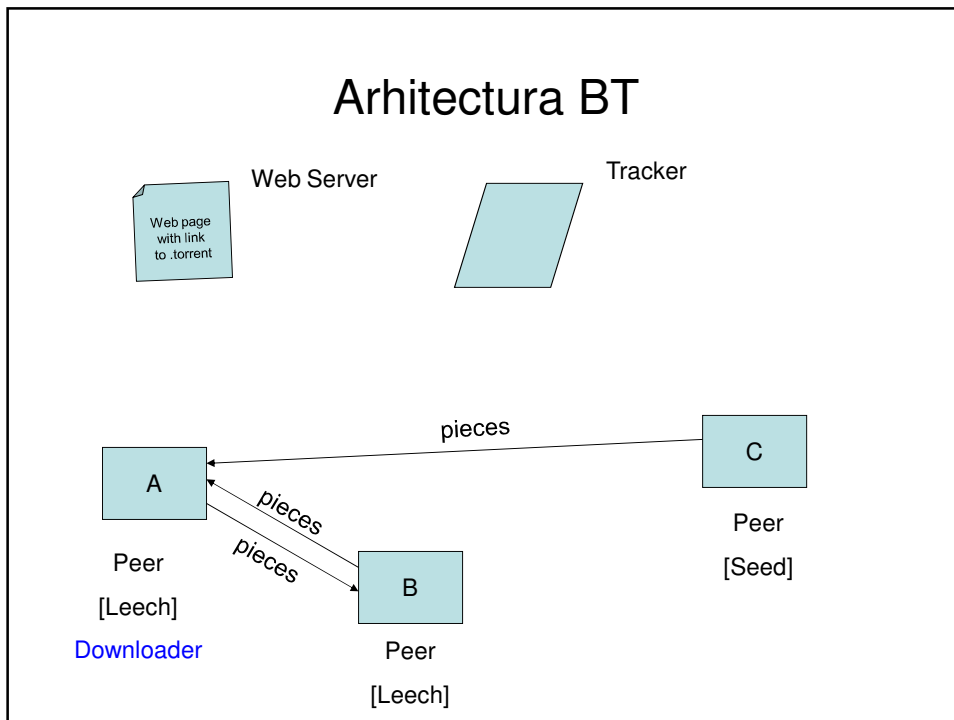 Arhitectura BT
Web Server
Tracker
Web page
with link
to .torrent
pieces
C
A
pieces
pieces
Peer
[Seed]
Peer
[Leech]
Downloader
B
Peer
[Leech]